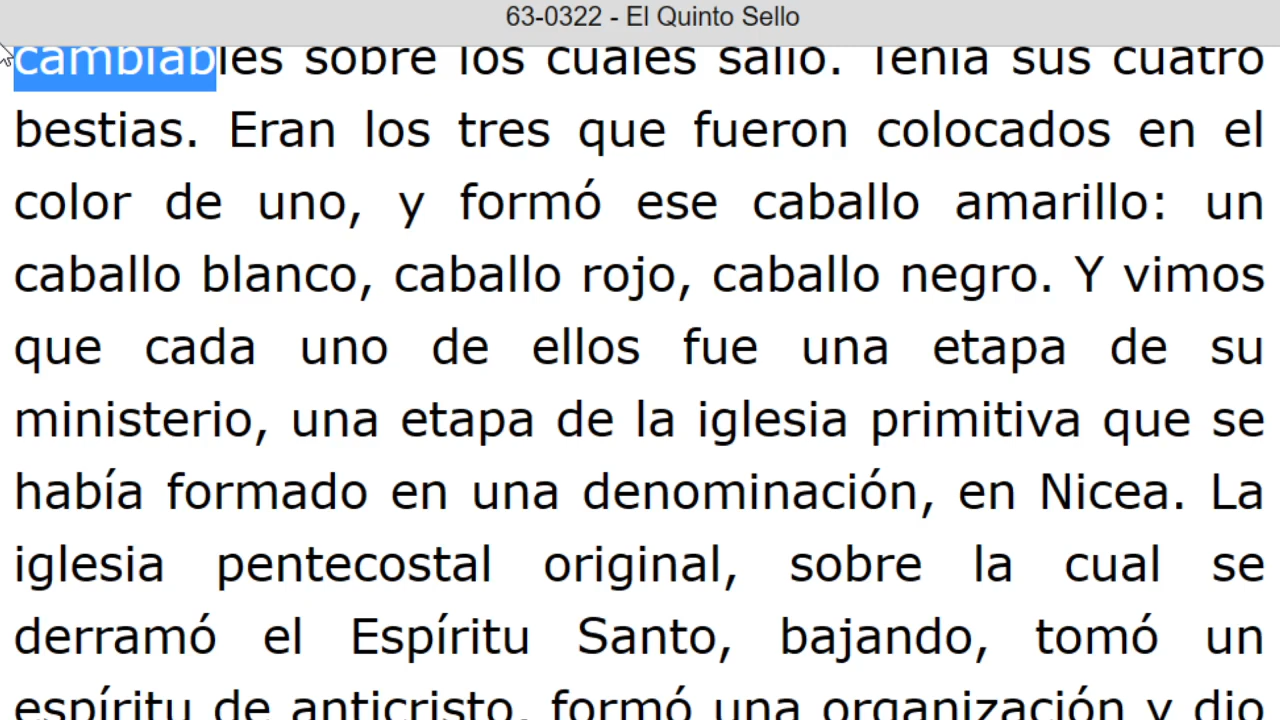 63-0322 - El Quinto Sello
cambiables sobre los cuales salió. Tenía sus cuatro
bestias. Eran los tres que fueron colocados en el
color de uno, y formó ese caballo amarillo: un
caballo blanco, caballo rojo, caballo negro. Y vimos
que cada uno de ellos fue una etapa de su
ministerio, una etapa de la iglesia primitiva que se
había formado en una denominación, en Nicea. La
iglesia pentecostal original, sobre la cual se
derramó el Espíritu Santo, bajando, tomó un
espíritu de anticristo, formó una organización y dio